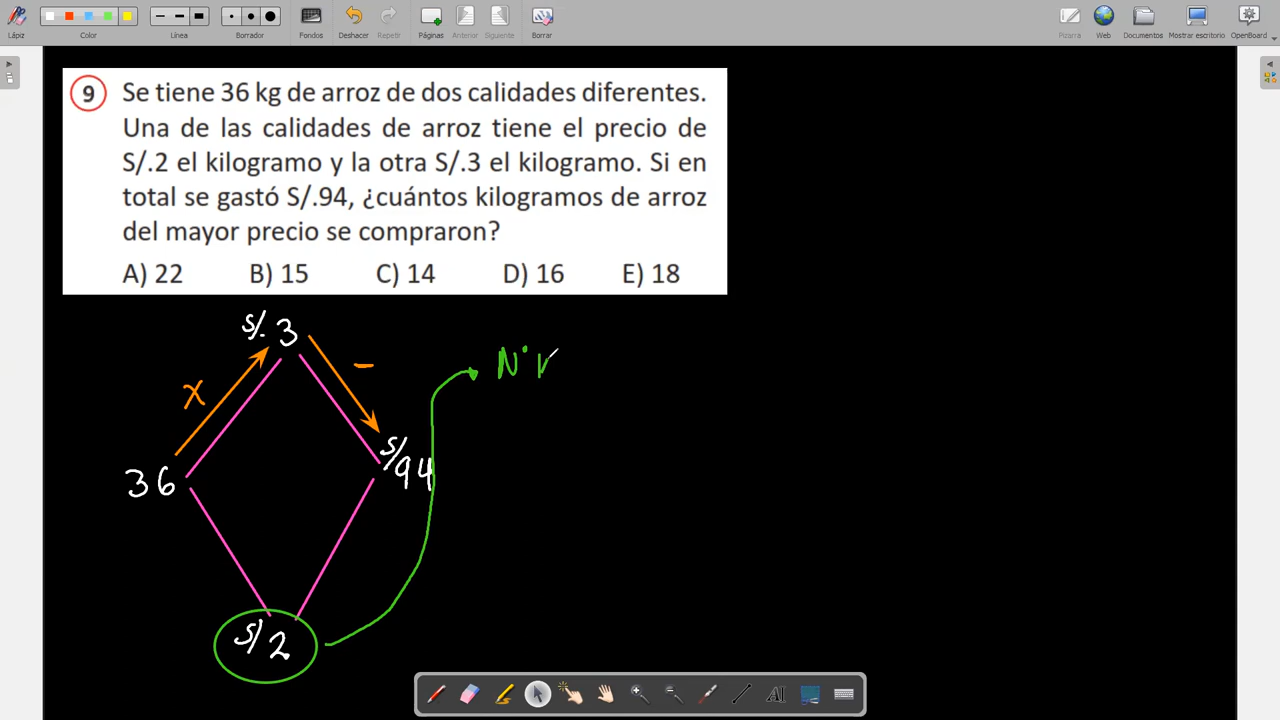 Lápiz
Color
Línea
Borrador
Fondos
Deshacer
Repetir
Páginas
Anterior
Siguiente
Borrar
Pizarra
Web
Documentos
Mostrar escritorio
OpenBoard
9 Se tiene 36 kg de arroz de dos calidades diferentes.
Una de las calidades de arroz tiene el precio de
S/.2 el kilogramo y la otra S/.3 el kilogramo. Si en
total se gastó S/.94, ¿cuántos kilogramos de arroz
del mayor precio se compraron?
A) 22 B) 15 C) 14 D) 16 E) 18
S/. 3
x
-
N°
36
S/94
S/2
AI